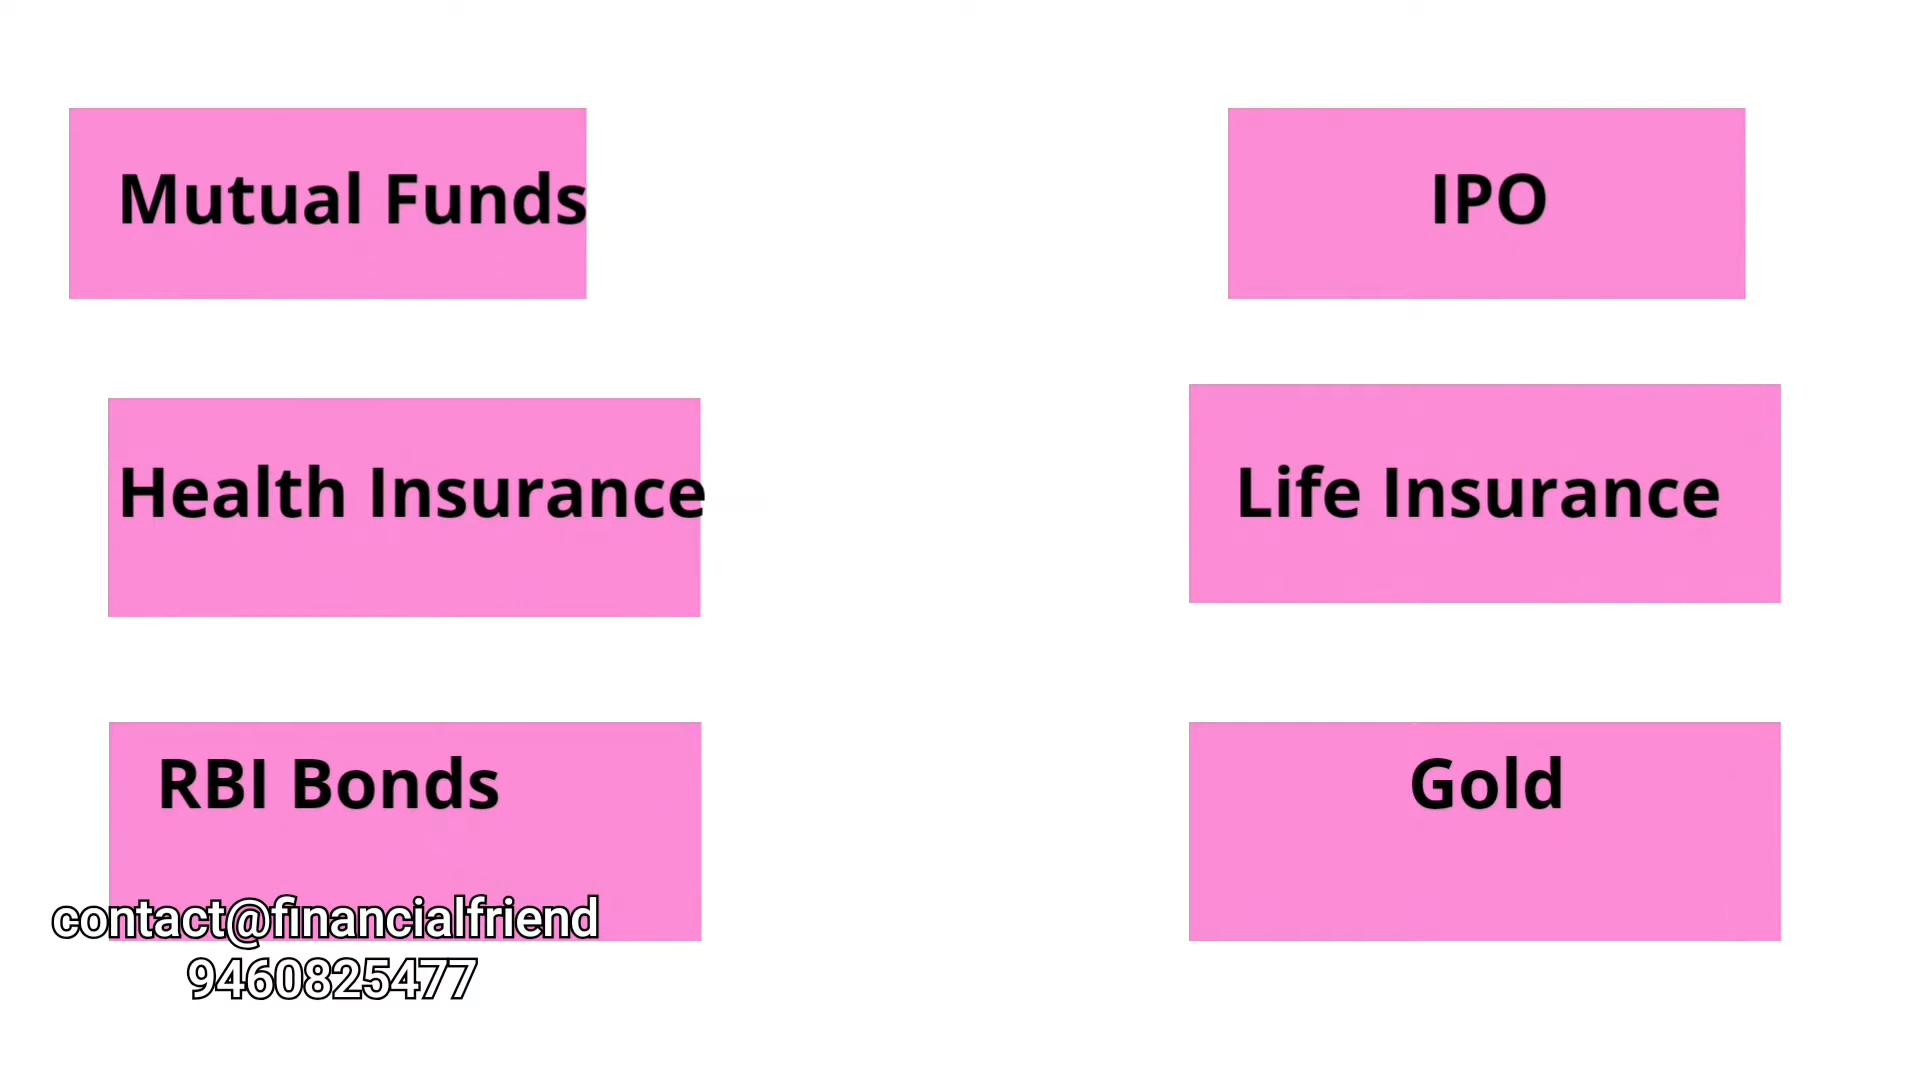 Mutual Funds
IPO
Health Insurance
Life Insurance
RBI Bonds
Gold
contact@financialfriend
9460825477